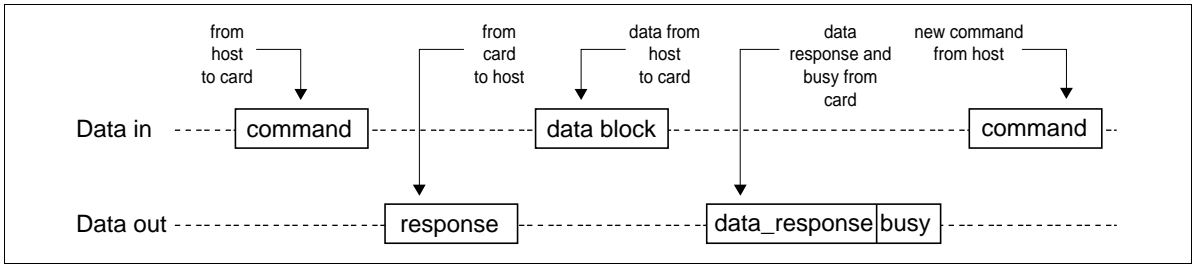 from
host
to card
from
card
to host
data from
host
to card
data
response and
busy from
card
new command
from host
Data in
command
data block
command
Data out
response
data_response
busy